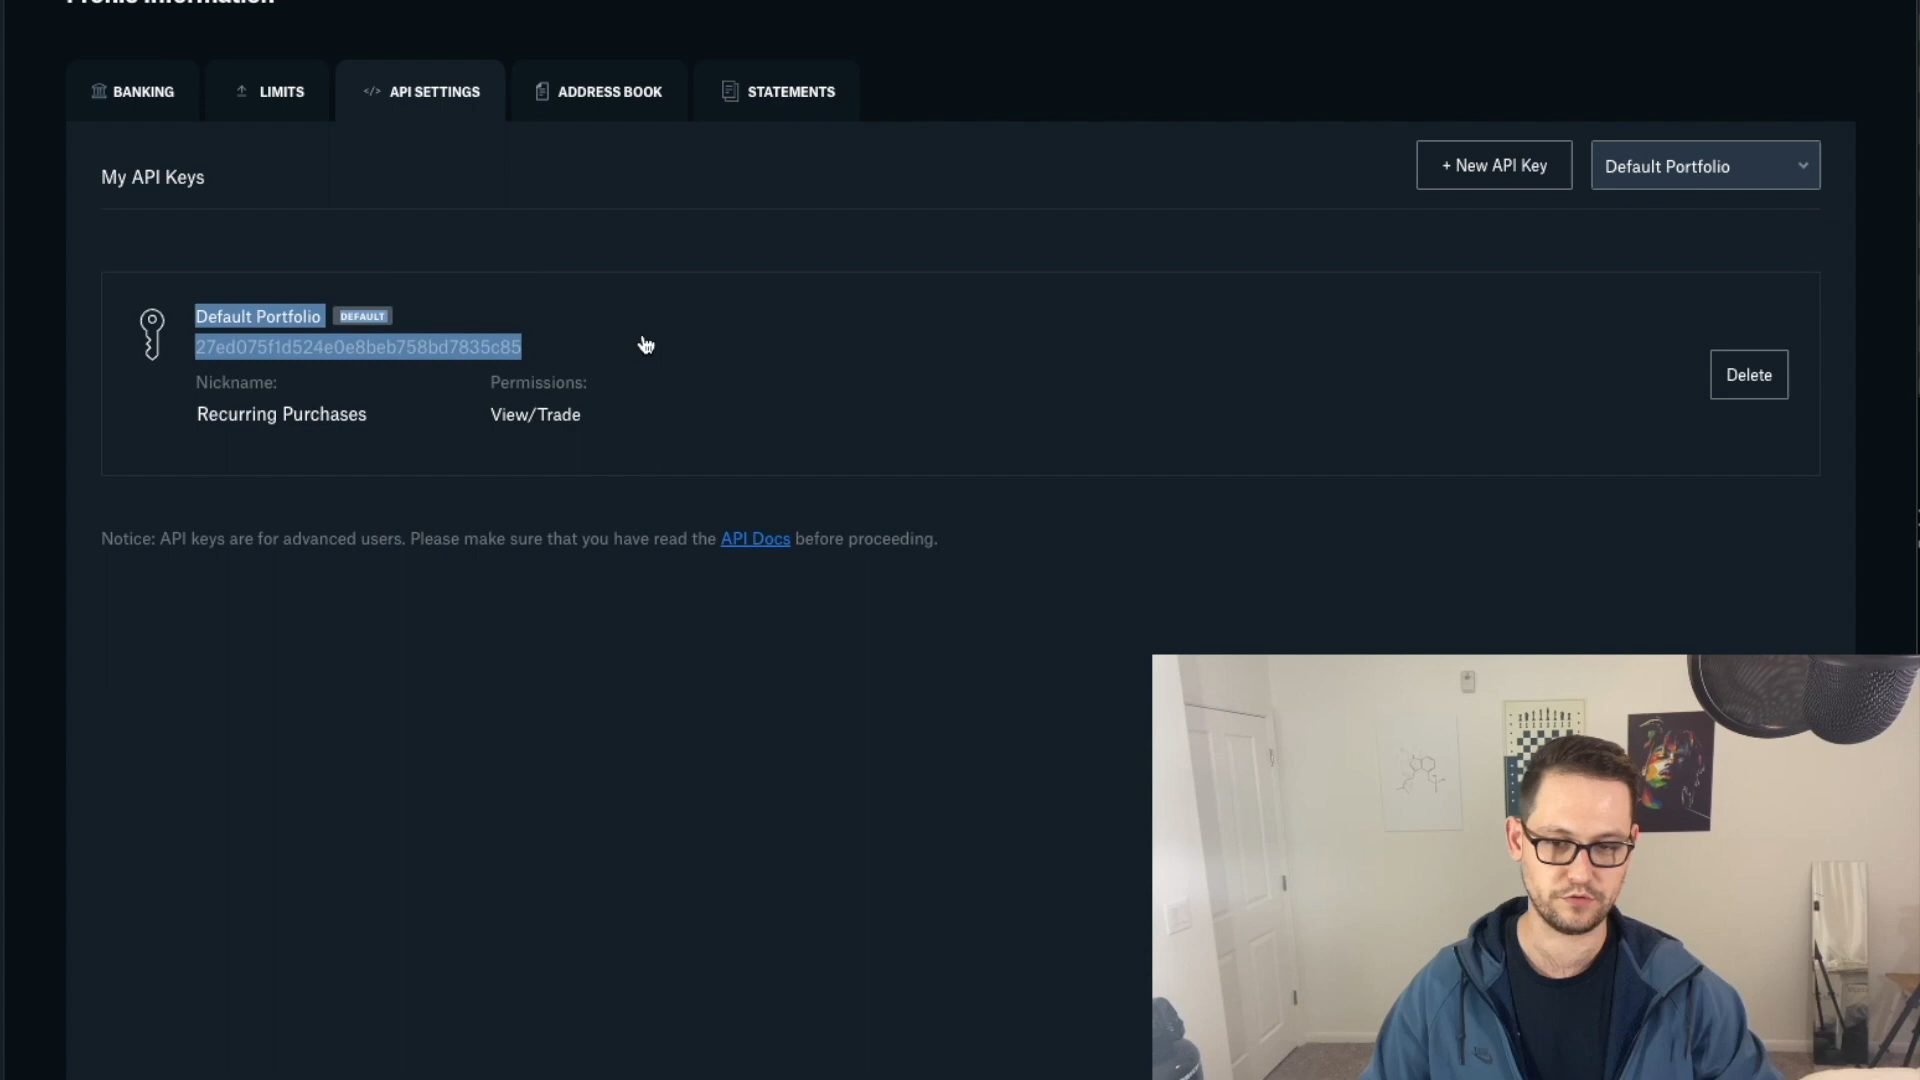 Profile Information
BANKING
LIMITS
</> API SETTINGS
ADDRESS BOOK
STATEMENTS
My API Keys
+ New API Key
Default Portfolio
Default Portfolio DEFAULT
27ed075f1d524e0e8beb758bd7835c85
Nickname:
Permissions:
Recurring Purchases
View/Trade
Delete
Notice: API keys are for advanced users. Please make sure that you have read the API Docs before proceeding.